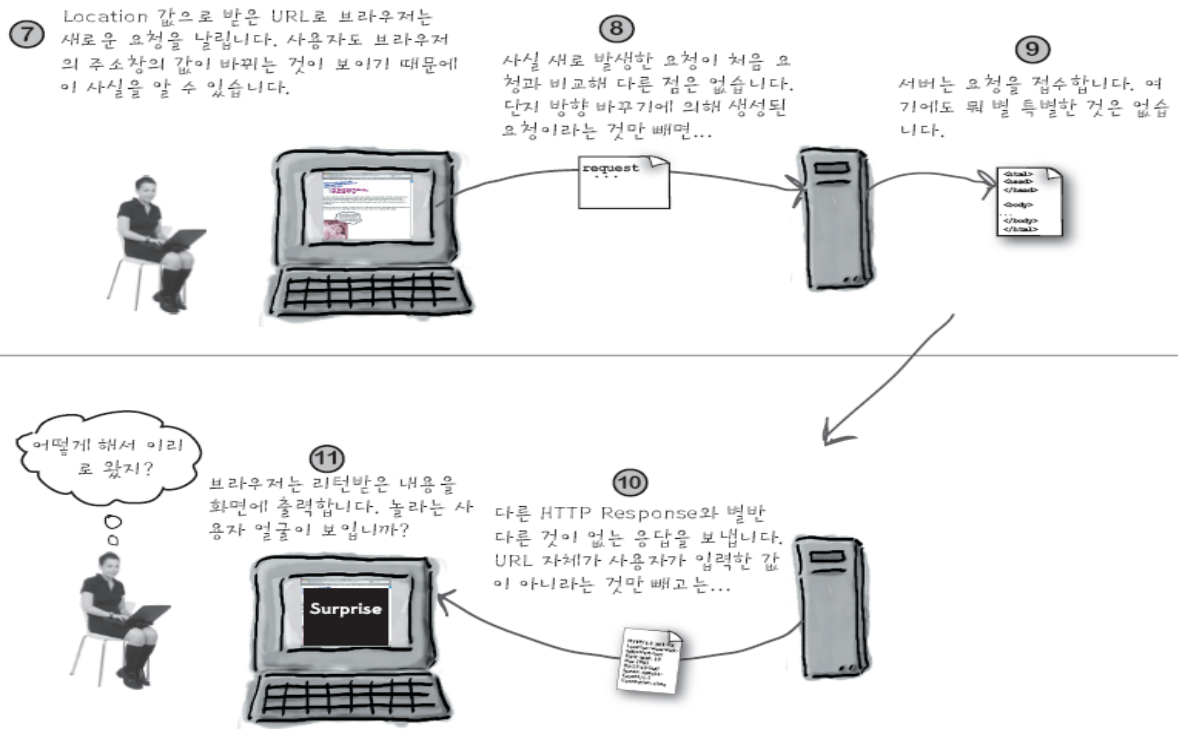 7
Location 값으로 받은 URL로 브라우저는
새로운 요청을 날립니다. 사용자도 브라우저
의 주소창의 값이 바뀌는 것이 보이기 때문에
이 사실을 알 수 있습니다.
8
사실 새로 발생한 요청이 처음 요
청과 비교해 다른 점은 없습니다.
단지 방향 바꾸기에 의해 생성된
요청이라는 것만 빼면...
9
서버는 요청을 접수합니다. 여
기에도 뭐 별 특별한 것은 없습
니다.
request
...
<html>
<head>
</head>
<body>
...
</body>
</html>
어떻게 해서 이리
로 왔지?
11
브라우저는 리턴받은 내용을
화면에 출력합니다. 놀라는 사
용자 얼굴이 보입니까?
Surprise
10
다른 HTTP Response와 별반
다른 것이 없는 응답을 보냅니다.
URL 자체가 사용자가 입력한 값
이 아니라는 것만 빼고는...